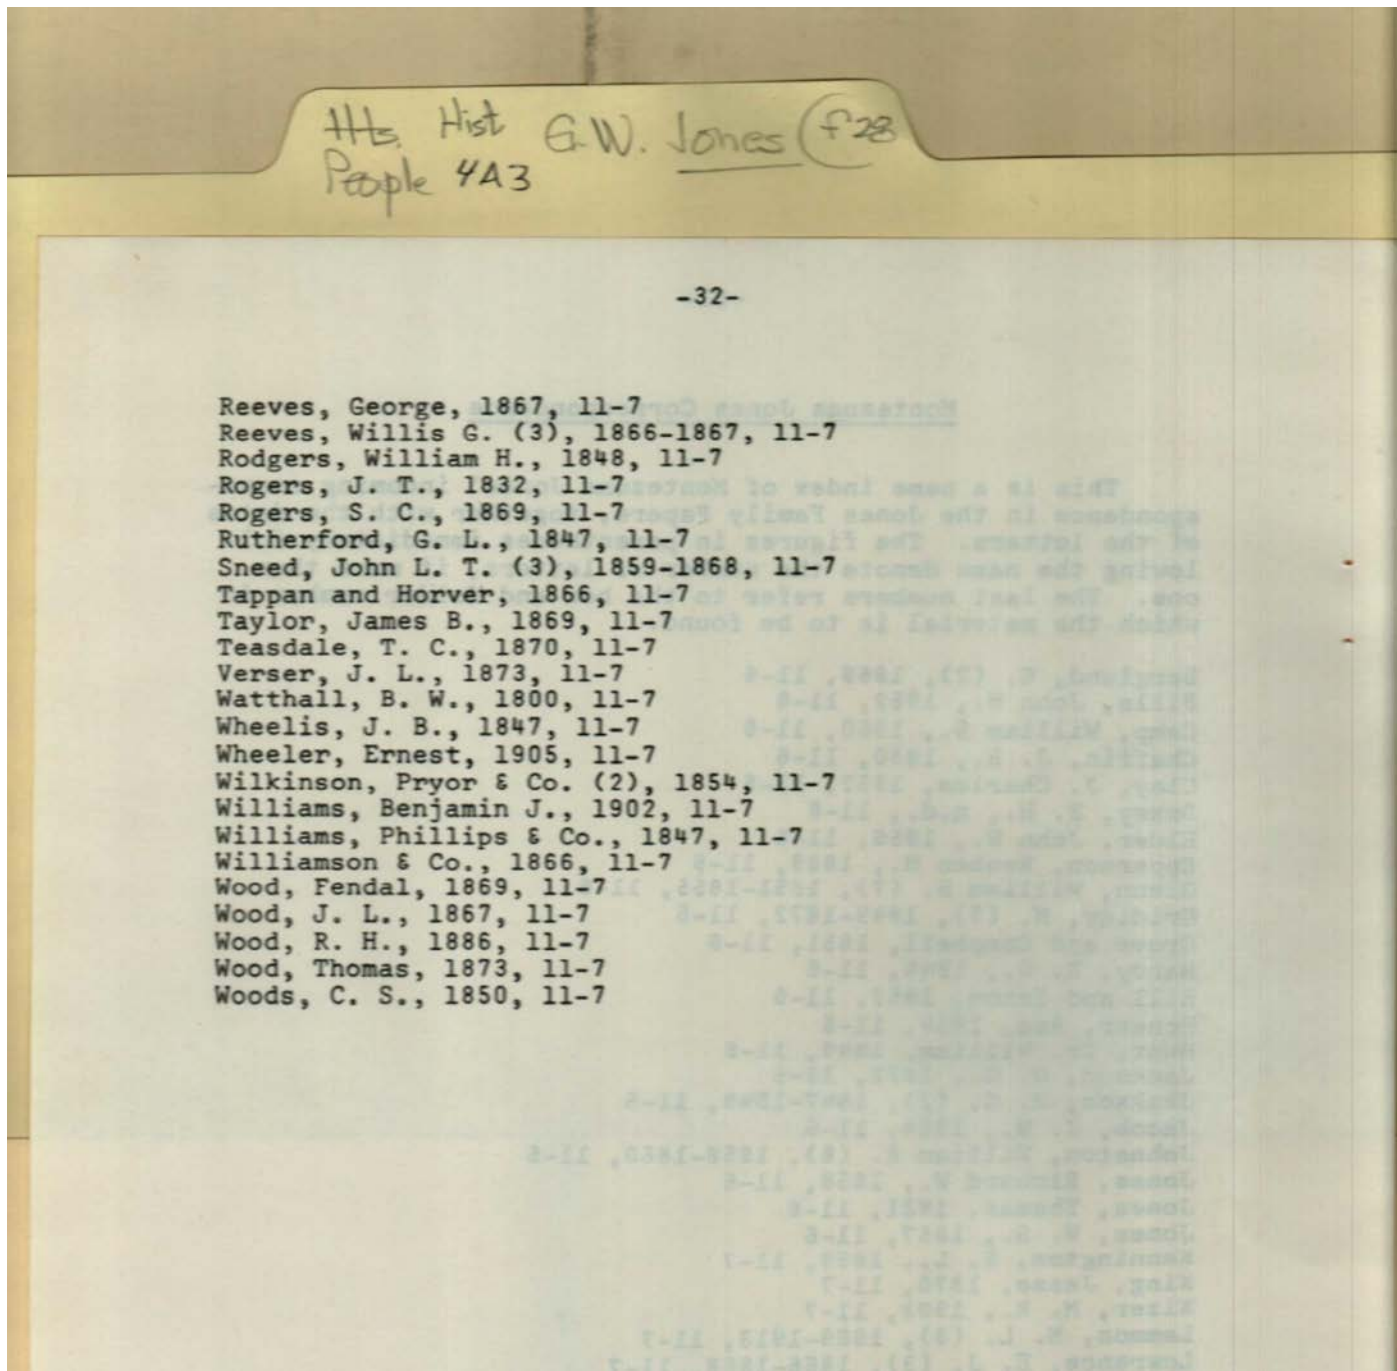 Hts. Hist G.W. Jones (f28
People 4A3
-32-
Reeves, George, 1867, 11-7
Reeves, Willis G. (3), 1866-1867, 11-7
Rodgers, William H., 1848, 11-7
Rogers, J. T., 1832, 11-7
Rogers, S. C., 1869, 11-7
Rutherford, G. L., 1847, 11-7
Sneed, John L. T. (3), 1859-1868, 11-7
Tappan and Horver, 1866, 11-7
Taylor, James B., 1869, 11-7
Teasdale, T. C., 1870, 11-7
Verser, J. L., 1873, 11-7
Watthall, B. W., 1800, 11-7
Wheelis, J. B., 1847, 11-7
Wheeler, Ernest, 1905, 11-7
Wilkinson, Pryor & Co. (2), 1854, 11-7
Williams, Benjamin J., 1902, 11-7
Williams, Phillips & Co., 1847, 11-7
Williamson & Co., 1866, 11-7
Wood, Fendal, 1869, 11-7
Wood, J. L., 1867, 11-7
Wood, R. H., 1886, 11-7
Wood, Thomas, 1873, 11-7
Woods, C. S., 1850, 11-7